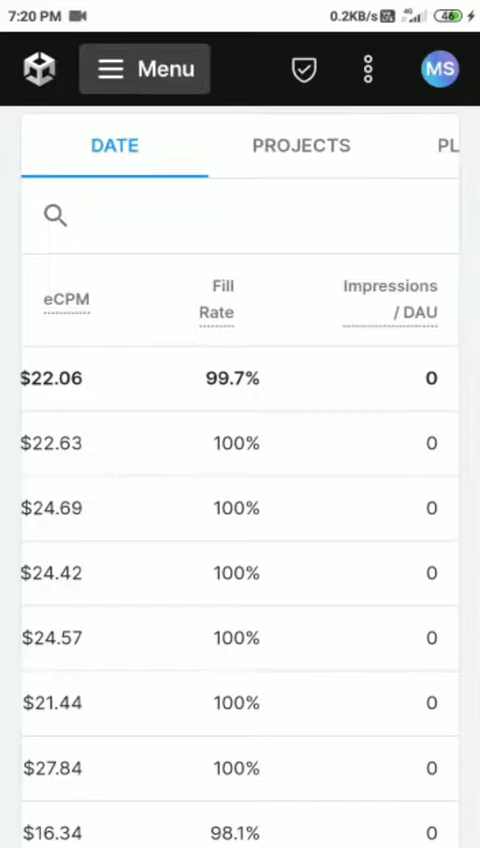 7:20 PM 0.2KB/s 4G 46
Menu MS
DATE PROJECTS PL
eCPM Fill Rate Impressions / DAU
$22.06 99.7% 0
$22.63 100% 0
$24.69 100% 0
$24.42 100% 0
$24.57 100% 0
$21.44 100% 0
$27.84 100% 0
$16.34 98.1% 0